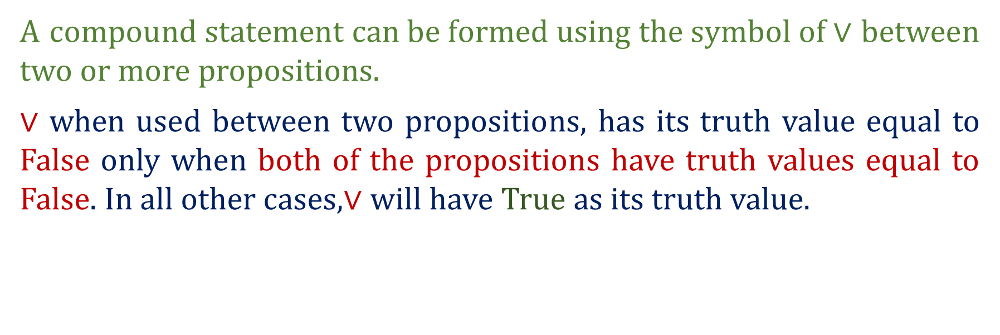 A compound statement can be formed using the symbol of ∨ between
two or more propositions.
∨ when used between two propositions, has its truth value equal to
False only when both of the propositions have truth values equal to
False. In all other cases,∨ will have True as its truth value.